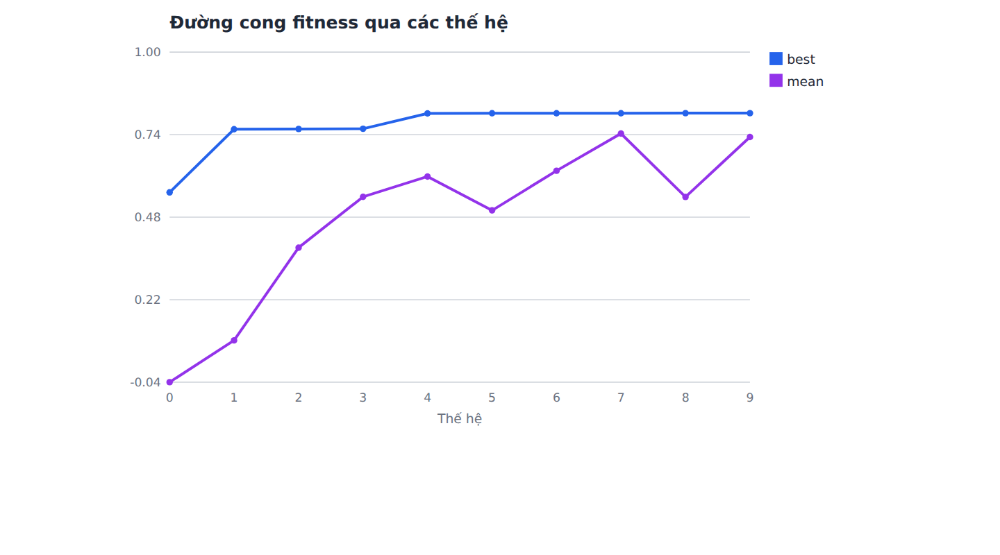 Đường cong fitness qua các thế hệ
1.00
0.74
0.48
0.22
-0.04
0 1 2 3 4 5 6 7 8 9
Thế hệ
best
mean